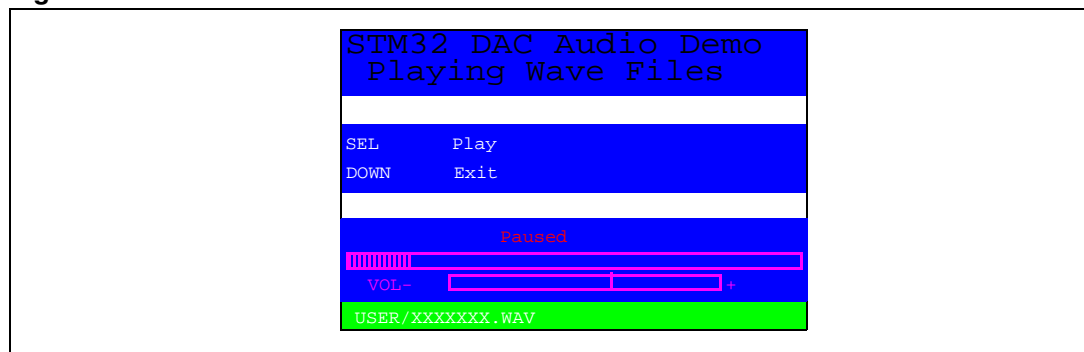 STM32 DAC Audio Demo
Playing Wave Files
SEL Play
DOWN Exit
Paused
VOL- +
USER/XXXXXXX.WAV